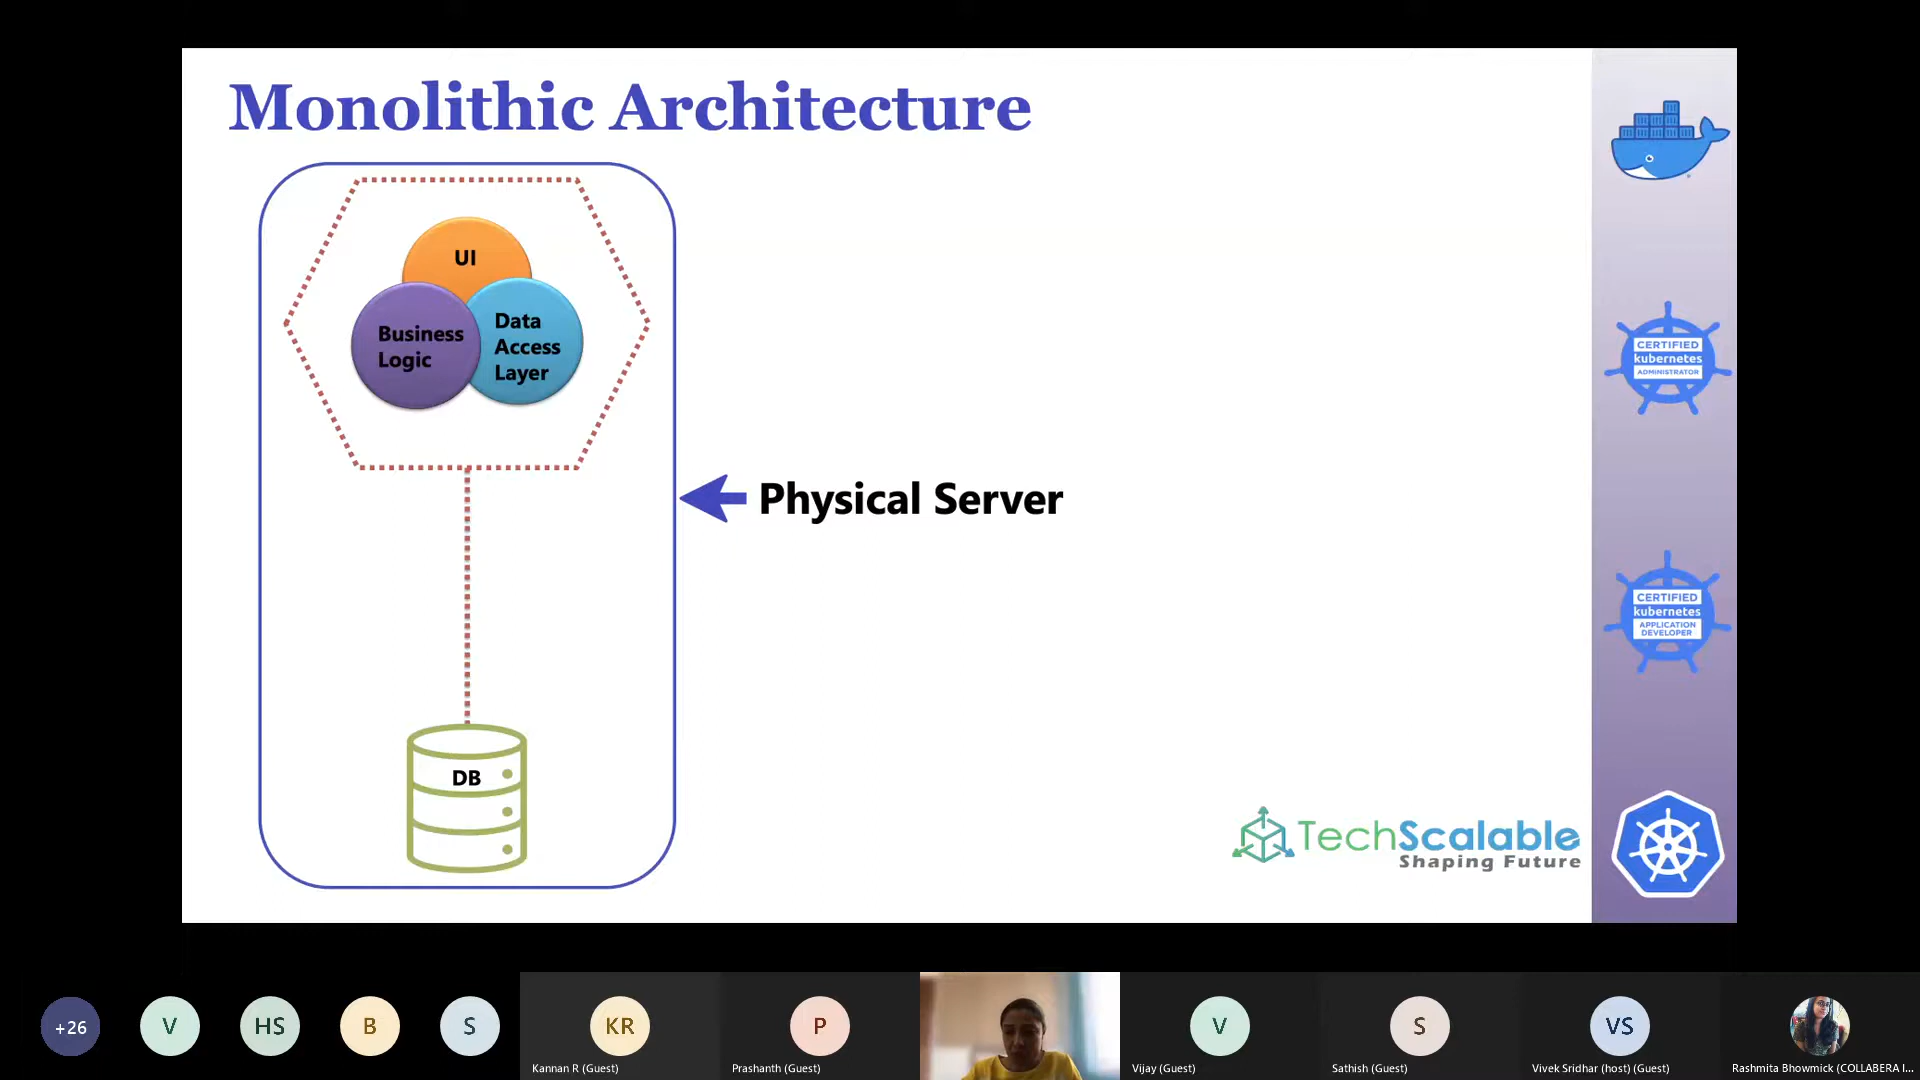 Monolithic Architecture
UI
Business
Logic
Data
Access
Layer
Physical Server
DB
TechScalable
Shaping Future
CERTIFIED
kubernetes
ADMINISTRATOR
CERTIFIED
kubernetes
APPLICATION
DEVELOPER
+26
V
HS
B
S
KR
P
V
S
VS
Kannan R (Guest)
Prashanth (Guest)
Vijay (Guest)
Sathish (Guest)
Vivek Sridhar (host) (Guest)
Rashmita Bhowmick (COLLABERA I...